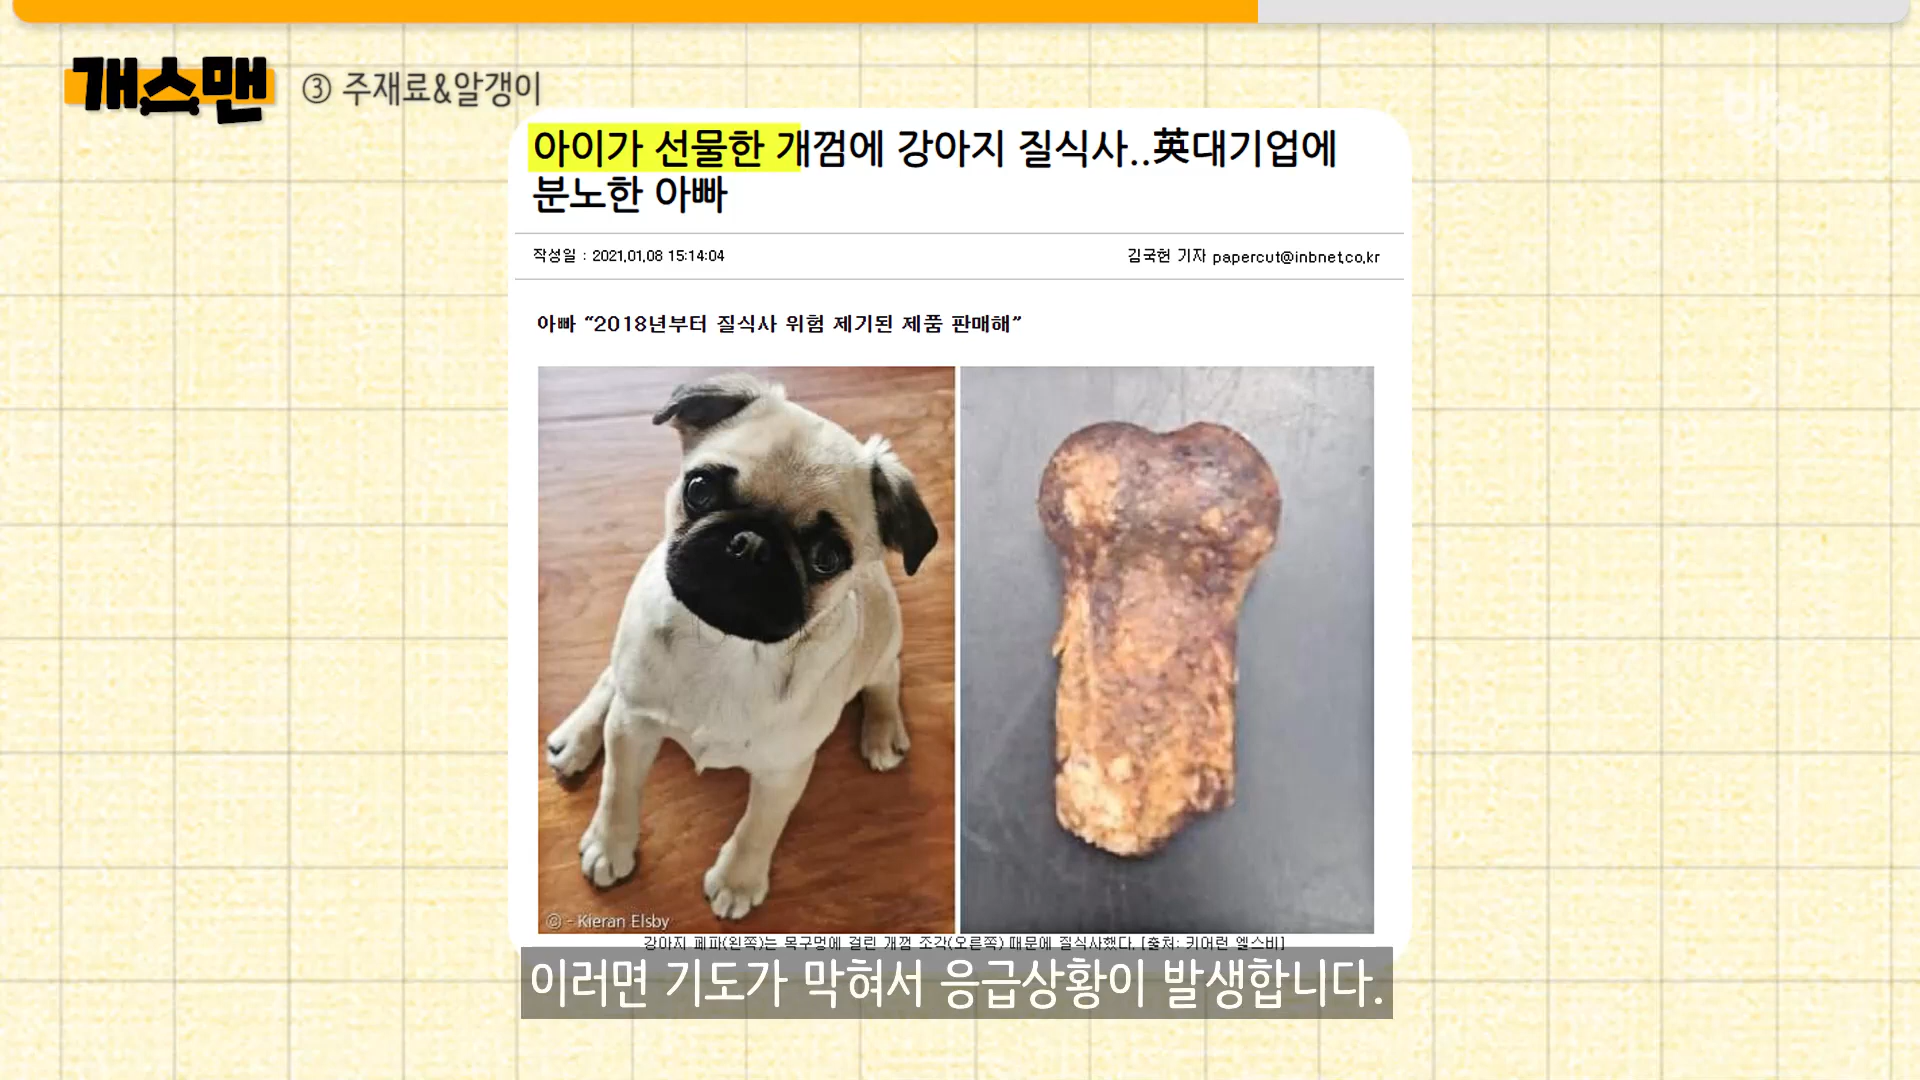 개스맨
③ 주재료&알갱이
아이가 선물한 개껌에 강아지 질식사..英대기업에
분노한 아빠
작성일 : 2021.01.08 15:14:04
김국헌 기자 papercut@inbnet.co.kr
아빠 “2018년부터 질식사 위험 제기된 제품 판매해”
@ - Kieran Elsby
강아지 페파(왼쪽)는 목구멍에 걸린 개껌 조각(오른쪽) 때문에 질식사했다. [출처: 키어런 엘스비]
이러면 기도가 막혀서 응급상황이 발생합니다.